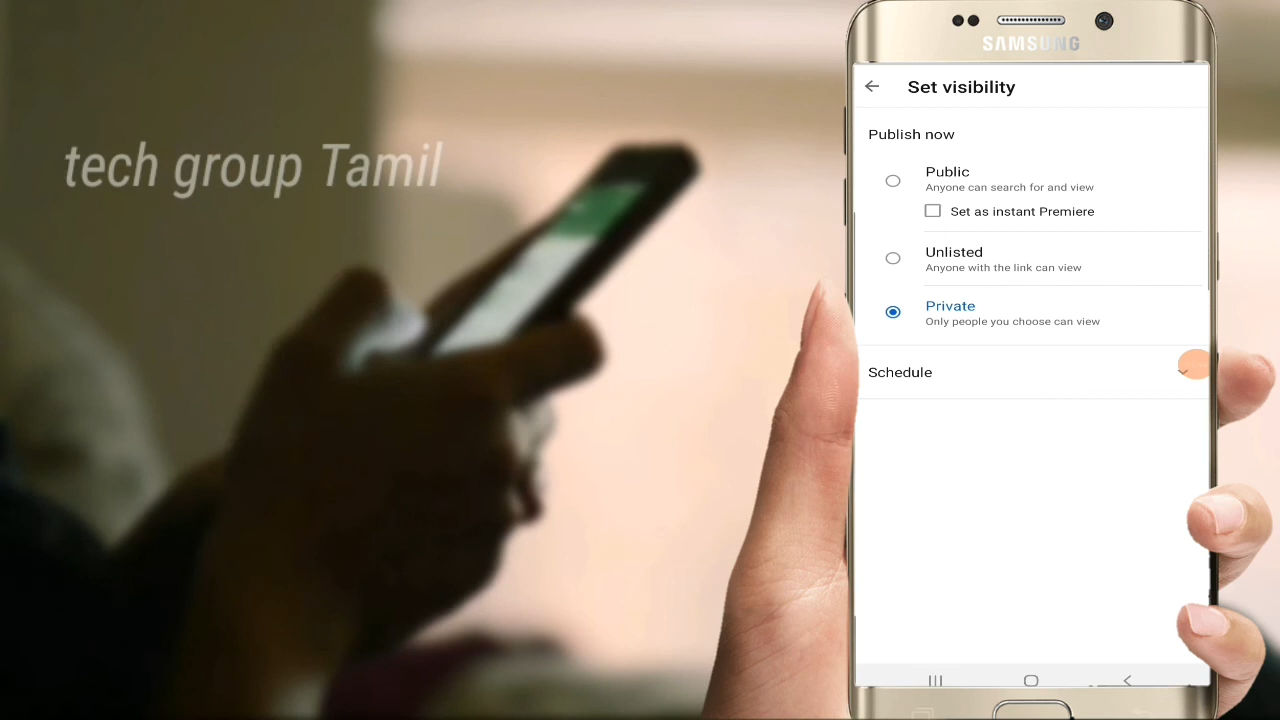 tech group Tamil
SAMSUNG
Set visibility
Publish now
Public
Anyone can search for and view
Set as instant Premiere
Unlisted
Anyone with the link can view
Private
Only people you choose can view
Schedule